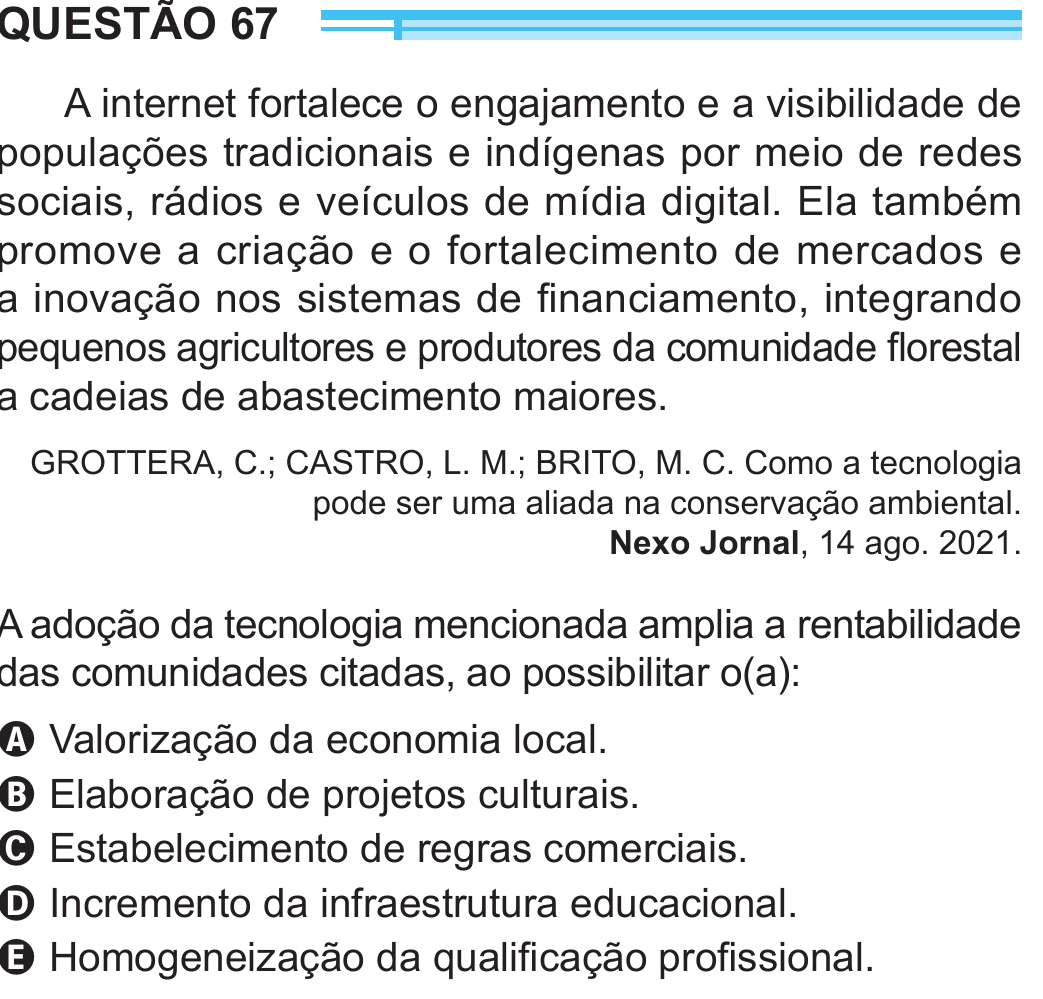 QUESTÃO 67
A internet fortalece o engajamento e a visibilidade de
populações tradicionais e indígenas por meio de redes
sociais, rádios e veículos de mídia digital. Ela também
promove a criação e o fortalecimento de mercados e
a inovação nos sistemas de financiamento, integrando
pequenos agricultores e produtores da comunidade florestal
a cadeias de abastecimento maiores.
GROTTERA, C.; CASTRO, L. M.; BRITO, M. C. Como a tecnologia
pode ser uma aliada na conservação ambiental.
Nexo Jornal, 14 ago. 2021.
A adoção da tecnologia mencionada amplia a rentabilidade
das comunidades citadas, ao possibilitar o(a):
A Valorização da economia local.
B Elaboração de projetos culturais.
C Estabelecimento de regras comerciais.
D Incremento da infraestrutura educacional.
E Homogeneização da qualificação profissional.